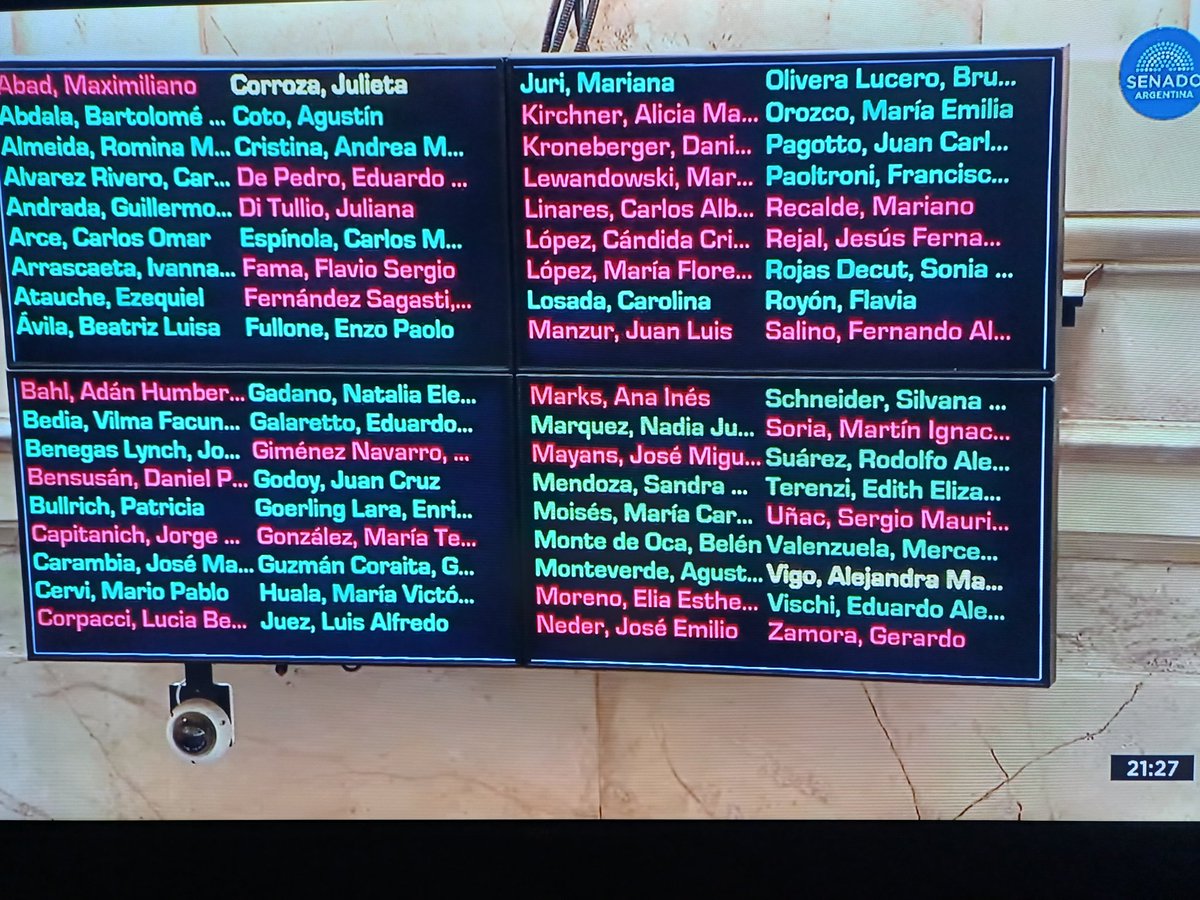 Abad, Maximiliano
Abdala, Bartolomé ...
Almeida, Romina M...
Alvarez Rivero, Car...
Andrada, Guillermo...
Arce, Carlos Omar
Arrascaeta, Ivanna...
Atauche, Ezequiel
Ávila, Beatriz Luisa
Bahl, Adán Humber...
Bedia, Vilma Facun...
Benegas Lynch, Jo...
Bensusán, Daniel P...
Bullrich, Patricia
Capitanich, Jorge ...
Carambia, José Ma...
Cervi, Mario Pablo
Corpacci, Lucia Be...
Corroza, Julieta
Coto, Agustín
Cristina, Andrea M...
De Pedro, Eduardo ...
Di Tullio, Juliana
Espínola, Carlos M...
Fama, Flavio Sergio
Fernández Sagasti,...
Fullone, Enzo Paolo
Gadano, Natalia Ele...
Galaretto, Eduardo...
Giménez Navarro, ...
Godoy, Juan Cruz
Goerling Lara, Enri...
González, María Te...
Guzmán Coraita, G...
Huala, María Victó...
Juez, Luis Alfredo
Juri, Mariana
Kirchner, Alicia Ma...
Kroneberger, Dani...
Lewandowski, Mar...
Linares, Carlos Alb...
López, Cándida Cri...
López, María Flore...
Losada, Carolina
Manzur, Juan Luis
Marks, Ana Inés
Marquez, Nadia Ju...
Mayans, José Migu...
Mendoza, Sandra ...
Moisés, María Car...
Monte de Oca, Belén
Monteverde, Agust...
Moreno, Elia Esthe...
Neder, José Emilio
Olivera Lucero, Bru...
Orozco, María Emilia
Pagotto, Juan Carl...
Paoltroni, Francisc...
Recalde, Mariano
Rejal, Jesús Ferna...
Rojas Decut, Sonia ...
Royón, Flavia
Salino, Fernando Al...
Schneider, Silvana ...
Soria, Martín Ignac...
Suárez, Rodolfo Ale...
Terenzi, Edith Eliza...
Uñac, Sergio Mauri...
Valenzuela, Merce...
Vigo, Alejandra Ma...
Vischi, Eduardo Ale...
Zamora, Gerardo
SENADO
ARGENTINA
21:27